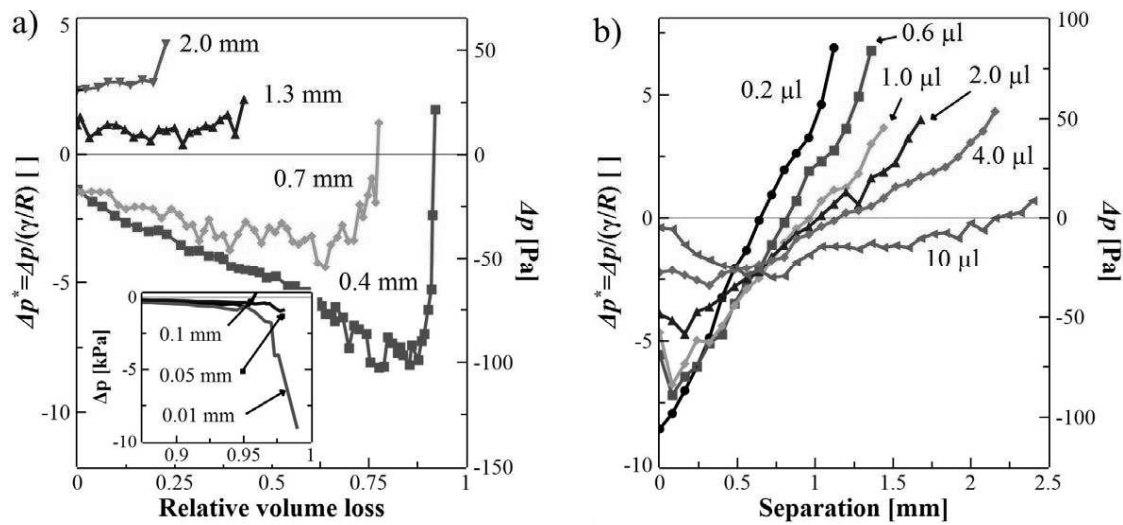 a)
5
0
-5
-10
Δp*=Δp/(γ/R) [ ]
50
0
-50
-100
-150
Δp [Pa]
2.0 mm
1.3 mm
0.7 mm
0.4 mm
0
-5
-10
Δp [kPa]
0.1 mm
0.05 mm
0.01 mm
0.9
0.95
1
0
0.25
0.5
0.75
1
Relative volume loss
b)
5
0
-5
-10
Δp*=Δp/(γ/R) [ ]
100
50
0
-50
-100
Δp [Pa]
0.2 µl
0.6 µl
1.0 µl
2.0 µl
4.0 µl
10 µl
0
0.5
1
1.5
2
2.5
Separation [mm]